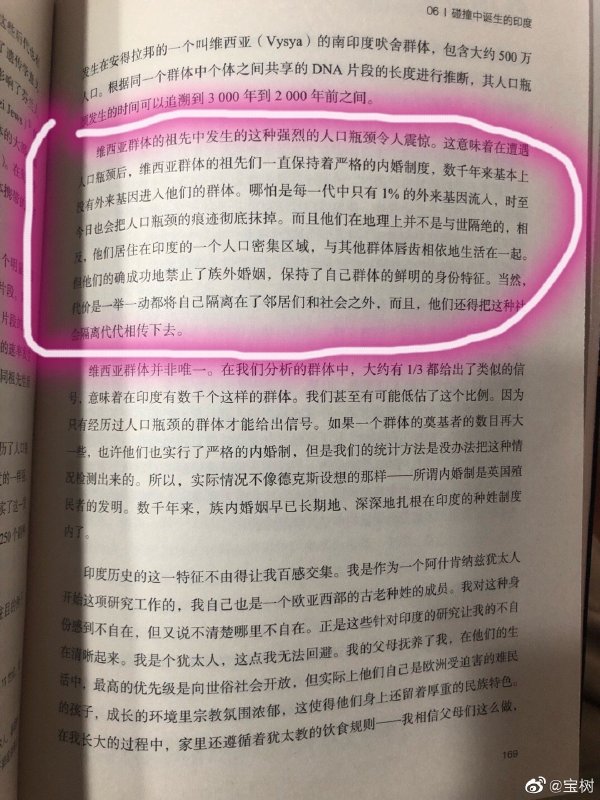 06 | 碰撞中诞生的印度
发生在安得拉邦的一个叫维西亚（Vysya）的南印度吠舍群体，包含大约 500 万
人口。根据同一个群体中个体之间共享的 DNA 片段的长度进行推断，其人口瓶
颈发生的时间可以追溯到 3 000 年到 2 000 年前之间。
维西亚群体的祖先中发生的这种强烈的人口瓶颈令人震惊。这意味着在遭遇
人口瓶颈后，维西亚群体的祖先们一直保持着严格的内婚制度，数千年来基本上
没有外来基因进入他们的群体。哪怕是每一代中只有 1% 的外来基因流入，时至
今日也会把人口瓶颈的痕迹彻底抹掉。而且他们在地理上并不是与世隔绝的，相
反，他们居住在印度的一个人口密集区域，与其他群体唇齿相依地生活在一起。
但他们的确成功地禁止了族外婚姻，保持了自己群体的鲜明的身份特征。当然，
代价是一举一动都将自己隔离在了邻居们和社会之外，而且，他们还得把这种社
会隔离代代相传下去。
维西亚群体并非唯一。在我们分析的群体中，大约有 1/3 都给出了类似的信
号，意味着在印度有数千个这样的群体。我们甚至有可能低估了这个比例。因为
只有经历过人口瓶颈的群体才能给出信号。如果一个群体的奠基者的数目再大
一些，也许他们也实行了严格的内婚制，但是我们的统计方法是没办法把这种情
况检测出来的。所以，实际情况不像德克斯设想的那样——所谓内婚制是英国殖
民者的发明。数千年来，族内婚姻早已长期地、深深地扎根在印度的种姓制度
内了。
印度历史的这一特征不由得让我百感交集。我是作为一个阿什肯纳兹犹太人
开始这项研究工作的，我自己也是一个欧亚西部的古老种姓的成员。我对这种身
份感到不自在，但又说不清楚哪里不自在。正是这些针对印度的研究让我的不自
在清晰起来。我是个犹太人，这点我无法回避。我的父母抚养了我，在他们的生
活中，最高的优先级是向世俗社会开放，但实际上他们自己是欧洲受迫害的难民
的孩子，成长的环境里宗教氛围浓郁，这使得他们身上还留着厚重的民族特色。
在我长大的过程中，家里还遵循着犹太教的饮食规则——我相信父母们这么做，
169
@宝树